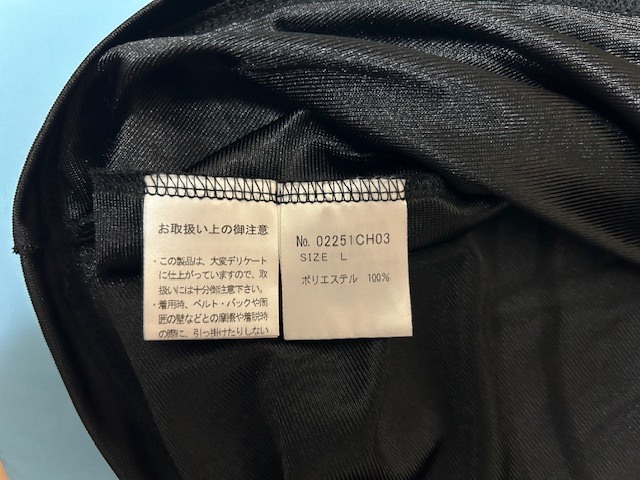 お取扱い上の御注意
・この製品は、大変デリケート
に仕上がっていますので、取
扱いには十分御注意下さい。
・着用時、ベルト・バックや周
囲の壁などとの摩擦や着脱時
の際に、引っ掛けたりしない
No. 02251CH03
SIZE L
ポリエステル 100%